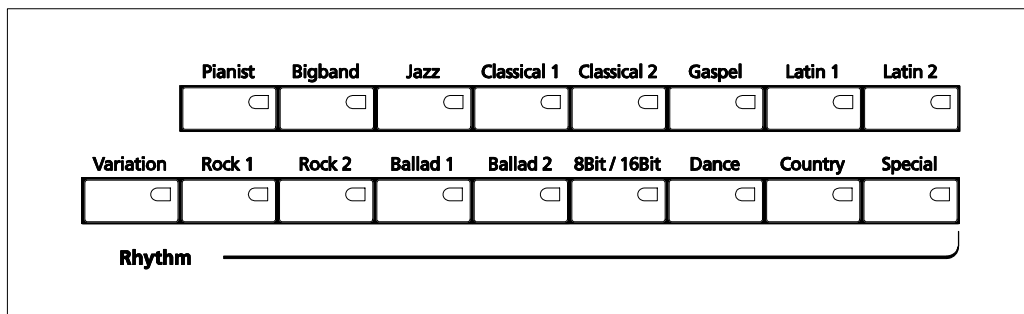 Pianist Bigband Jazz Classical 1 Classical 2 Gaspel Latin 1 Latin 2
Variation Rock 1 Rock 2 Ballad 1 Ballad 2 8Bit / 16Bit Dance Country Special
Rhythm